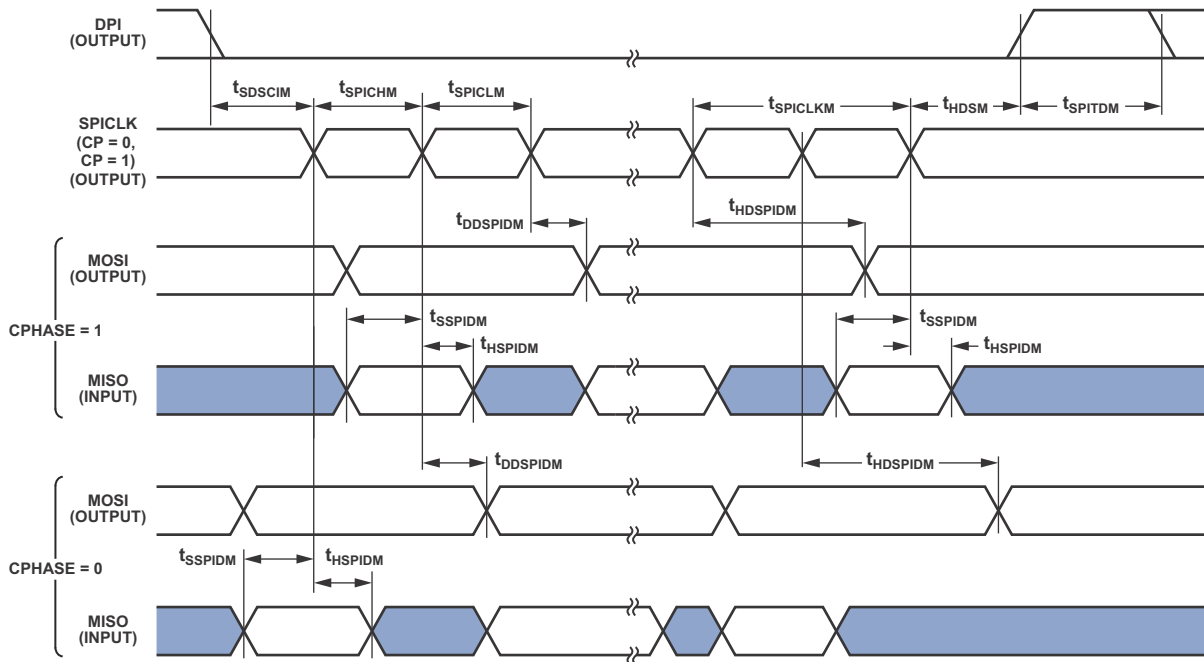 DPI
(OUTPUT)
tSDSCIM
tSPICHM
tSPICLM
tSPICLKM
tHDSM
tSPITDM
SPICLK
(CP = 0,
CP = 1)
(OUTPUT)
tDDSPIDM
tHDSPIDM
MOSI
(OUTPUT)
CPHASE = 1
tSSPIDM
tHSPIDM
tSSPIDM
tHSPIDM
MISO
(INPUT)
tDDSPIDM
tHDSPIDM
MOSI
(OUTPUT)
tSSPIDM
tHSPIDM
CPHASE = 0
MISO
(INPUT)